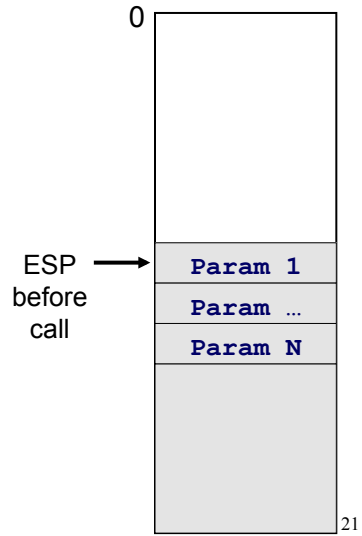 0
ESP
before
call
Param 1
Param …
Param N
21